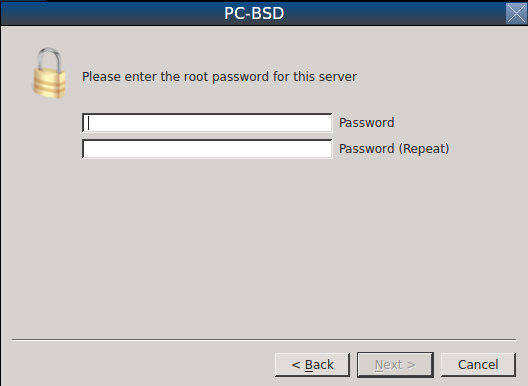 PC-BSD
Please enter the root password for this server
Password
Password (Repeat)
< Back Next > Cancel